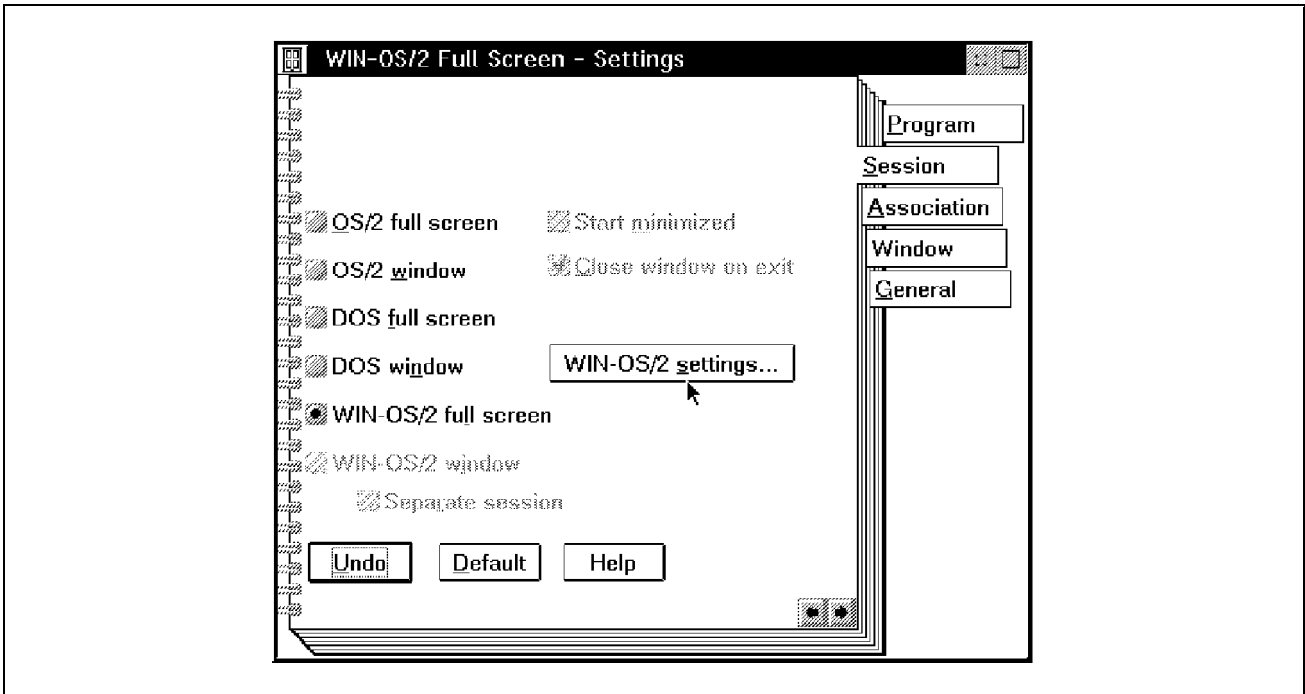 WIN-OS/2 Full Screen - Settings
Program
Session
Association
Window
General
OS/2 full screen
Start minimized
OS/2 window
Close window on exit
DOS full screen
DOS window
WIN-OS/2 settings...
WIN-OS/2 full screen
WIN-OS/2 window
Separate session
Undo
Default
Help